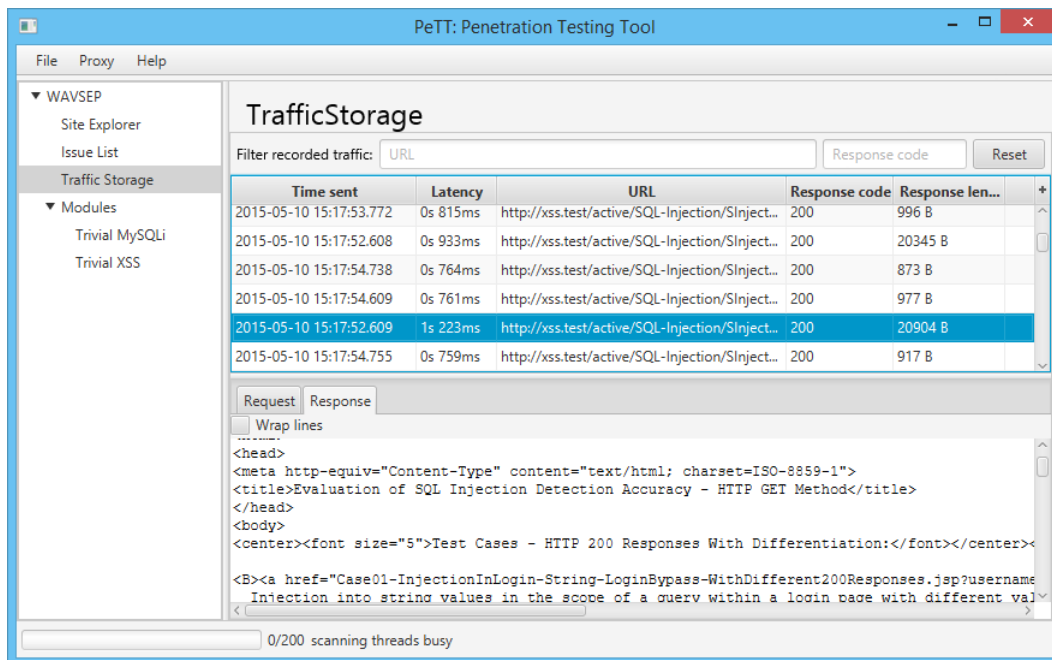 PeTT: Penetration Testing Tool
File Proxy Help
WAVSEP
Site Explorer
Issue List
Traffic Storage
Modules
Trivial MySQLi
Trivial XSS
TrafficStorage
Filter recorded traffic: URL Response code Reset
Time sent Latency URL Response code Response len... +
2015-05-10 15:17:53.772 0s 815ms http://xss.test/active/SQL-Injection/SInject... 200 996 B
2015-05-10 15:17:52.608 0s 933ms http://xss.test/active/SQL-Injection/SInject... 200 20345 B
2015-05-10 15:17:54.738 0s 764ms http://xss.test/active/SQL-Injection/SInject... 200 873 B
2015-05-10 15:17:54.609 0s 761ms http://xss.test/active/SQL-Injection/SInject... 200 977 B
2015-05-10 15:17:52.609 1s 223ms http://xss.test/active/SQL-Injection/SInject... 200 20904 B
2015-05-10 15:17:54.755 0s 759ms http://xss.test/active/SQL-Injection/SInject... 200 917 B
Request Response
Wrap lines
<head>
<meta http-equiv="Content-Type" content="text/html; charset=ISO-8859-1">
<title>Evaluation of SQL Injection Detection Accuracy - HTTP GET Method</title>
</head>
<body>
<center><font size="5">Test Cases - HTTP 200 Responses With Differentiation:</font></center><
<B><a href="Case01-InjectionInLogin-String-LoginBypass-WithDifferent200Responses.jsp?username
Injection into string values in the scope of a query within a login page with different val
0/200 scanning threads busy